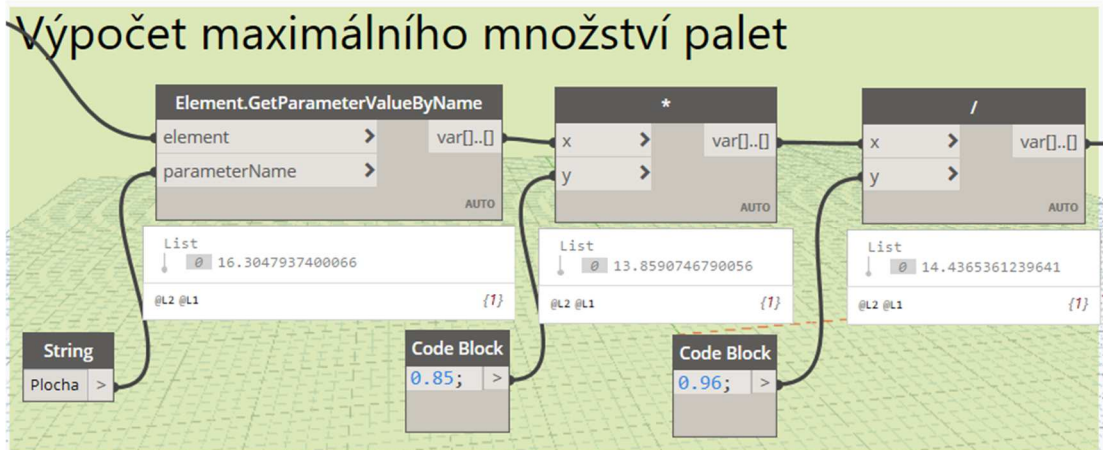 Výpočet maximálního množství palet
Element.GetParameterValueByName
element > var[]..[]
parameterName >
AUTO
List
0 16.3047937400066
@L2 @L1 {1}
*
x > var[]..[]
y >
AUTO
List
0 13.8590746790056
@L2 @L1 {1}
/
x > var[]..[]
y >
AUTO
List
0 14.4365361239641
@L2 @L1 {1}
String
Plocha >
Code Block
0.85; >
Code Block
0.96; >